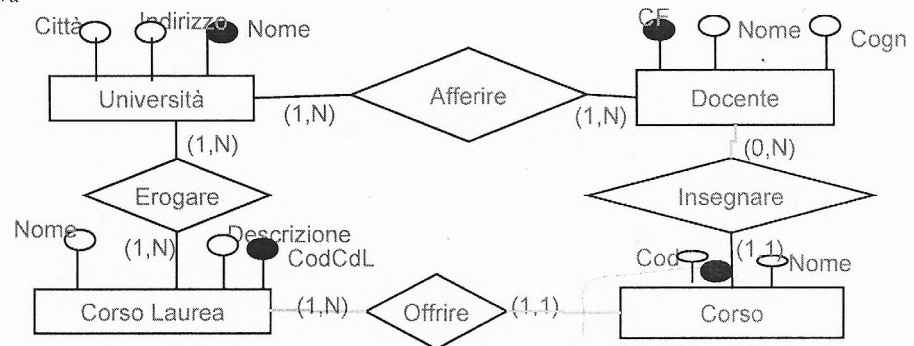 Città Indirizzo Nome
CF Nome Cogn
Università (1,N) Afferire (1,N) Docente
(1,N) (0,N)
Erogare Insegnare
Nome (1,N) Descrizione CodCdL
Cod (1,1) Nome
Corso Laurea (1,N) Offrire (1,1) Corso